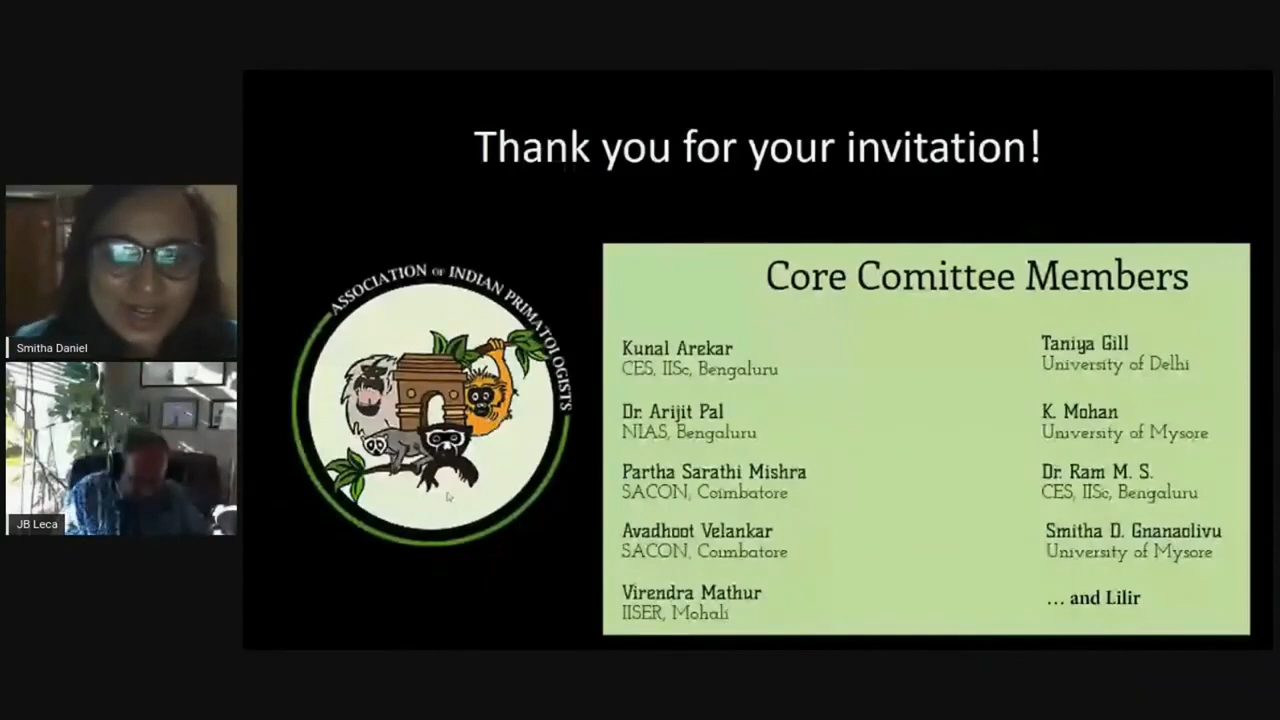 Thank you for your invitation!
Smitha Daniel
JB Leca
ASSOCIATION OF INDIAN PRIMATOLOGISTS
Core Comittee Members
Kunal Arekar
CES, IISc, Bengaluru
Dr. Arijit Pal
NIAS, Bengaluru
Partha Sarathi Mishra
SACON, Coimbatore
Avadhoot Velankar
SACON, Coimbatore
Virendra Mathur
IISER, Mohali
Taniya Gill
University of Delhi
K. Mohan
University of Mysore
Dr. Ram M. S.
CES, IISc, Bengaluru
Smitha D. Gnanaolivu
University of Mysore
... and Lilir